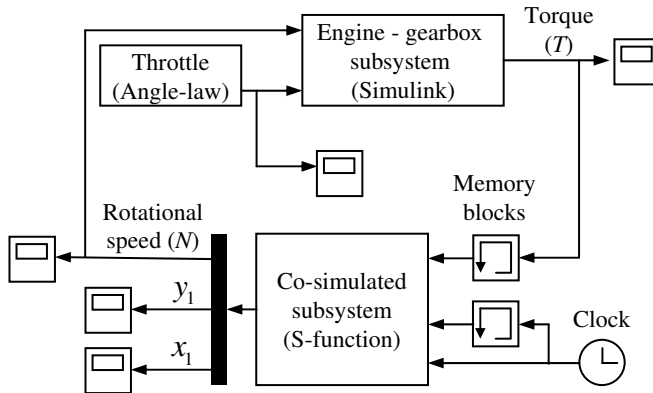 Throttle
(Angle-law)
Engine - gearbox
subsystem
(Simulink)
Torque
(T)
Rotational
speed (N)
y₁
x₁
Co-simulated
subsystem
(S-function)
Memory
blocks
Clock